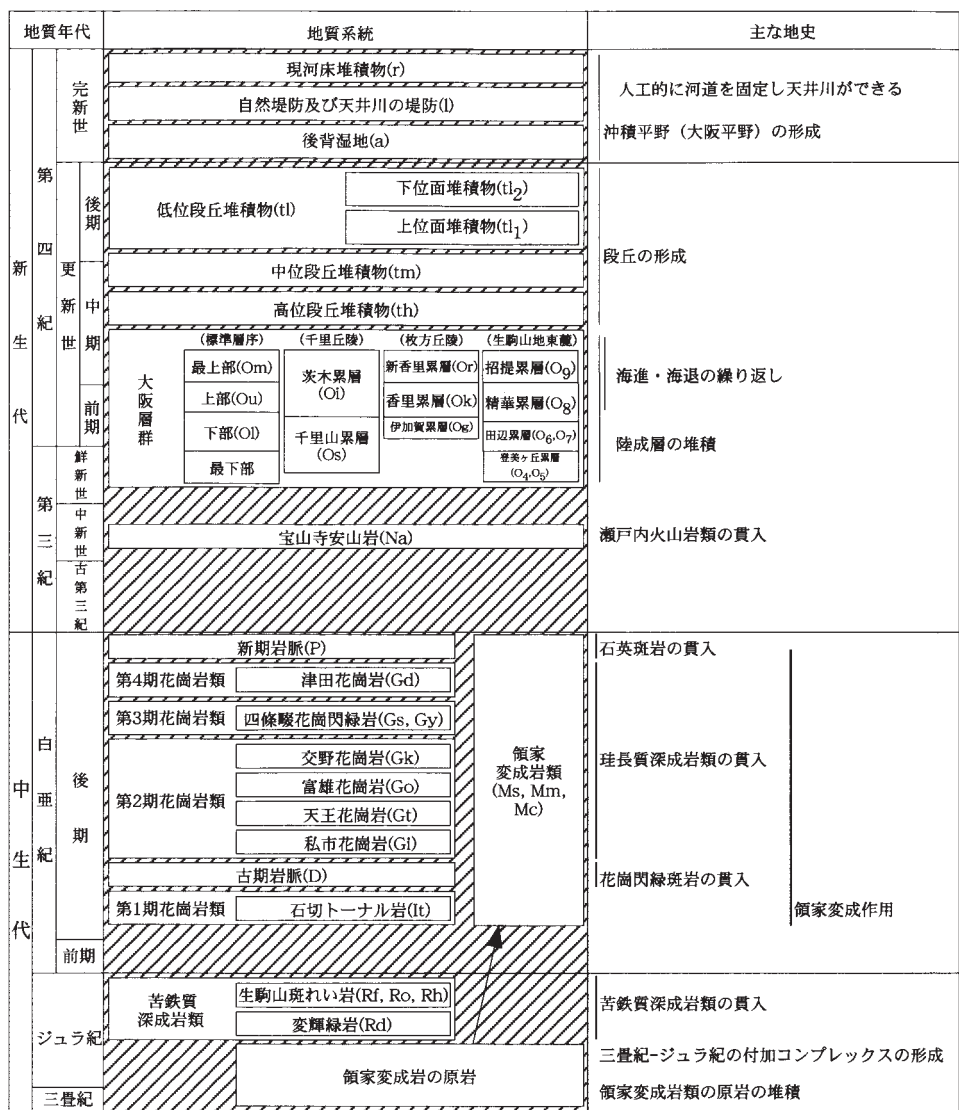 地質年代 地質系統 主な地史
新生代
第四紀
完新世
現河床堆積物(r)
自然堤防及び天井川の堤防(l)
後背湿地(a)
人工的に河道を固定し天井川ができる
沖積平野（大阪平野）の形成
更新世
後期
低位段丘堆積物(tl)
下位面堆積物(tl2)
上位面堆積物(tl1)
中期
中位段丘堆積物(tm)
高位段丘堆積物(th)
段丘の形成
前期
大阪層群
(標準層序) (千里丘陵) (枚方丘陵) (生駒山地東麓)
最上部(Om)
上部(Ou)
下部(Ol)
最下部
茨木累層
(Oi)
千里山累層
(Os)
新香里累層(Or)
香里累層(Ok)
伊加賀累層(Og)
招提累層(O9)
精華累層(O8)
田辺累層(O6,O7)
登美ヶ丘累層
(O4,O5)
海進・海退の繰り返し
陸成層の堆積
第三紀
鮮新世
中新世
宝山寺安山岩(Na)
瀬戸内火山岩類の貫入
古第三紀
中生代
白亜紀
後期
新期岩脈(P)
石英斑岩の貫入
第4期花崗岩類 津田花崗岩(Gd)
第3期花崗岩類 四條畷花崗閃緑岩(Gs, Gy)
第2期花崗岩類
交野花崗岩(Gk)
富雄花崗岩(Go)
天王花崗岩(Gt)
私市花崗岩(Gi)
珪長質深成岩類の貫入
古期岩脈(D)
花崗閃緑斑岩の貫入
第1期花崗岩類 石切トーナル岩(It)
領家
変成岩類
(Ms, Mm,
Mc)
領家変成作用
前期
ジュラ紀
苦鉄質
深成岩類
生駒山斑れい岩(Rf, Ro, Rh)
変輝緑岩(Rd)
苦鉄質深成岩類の貫入
領家変成岩の原岩
三畳紀-ジュラ紀の付加コンプレックスの形成
三畳紀
領家変成岩類の原岩の堆積